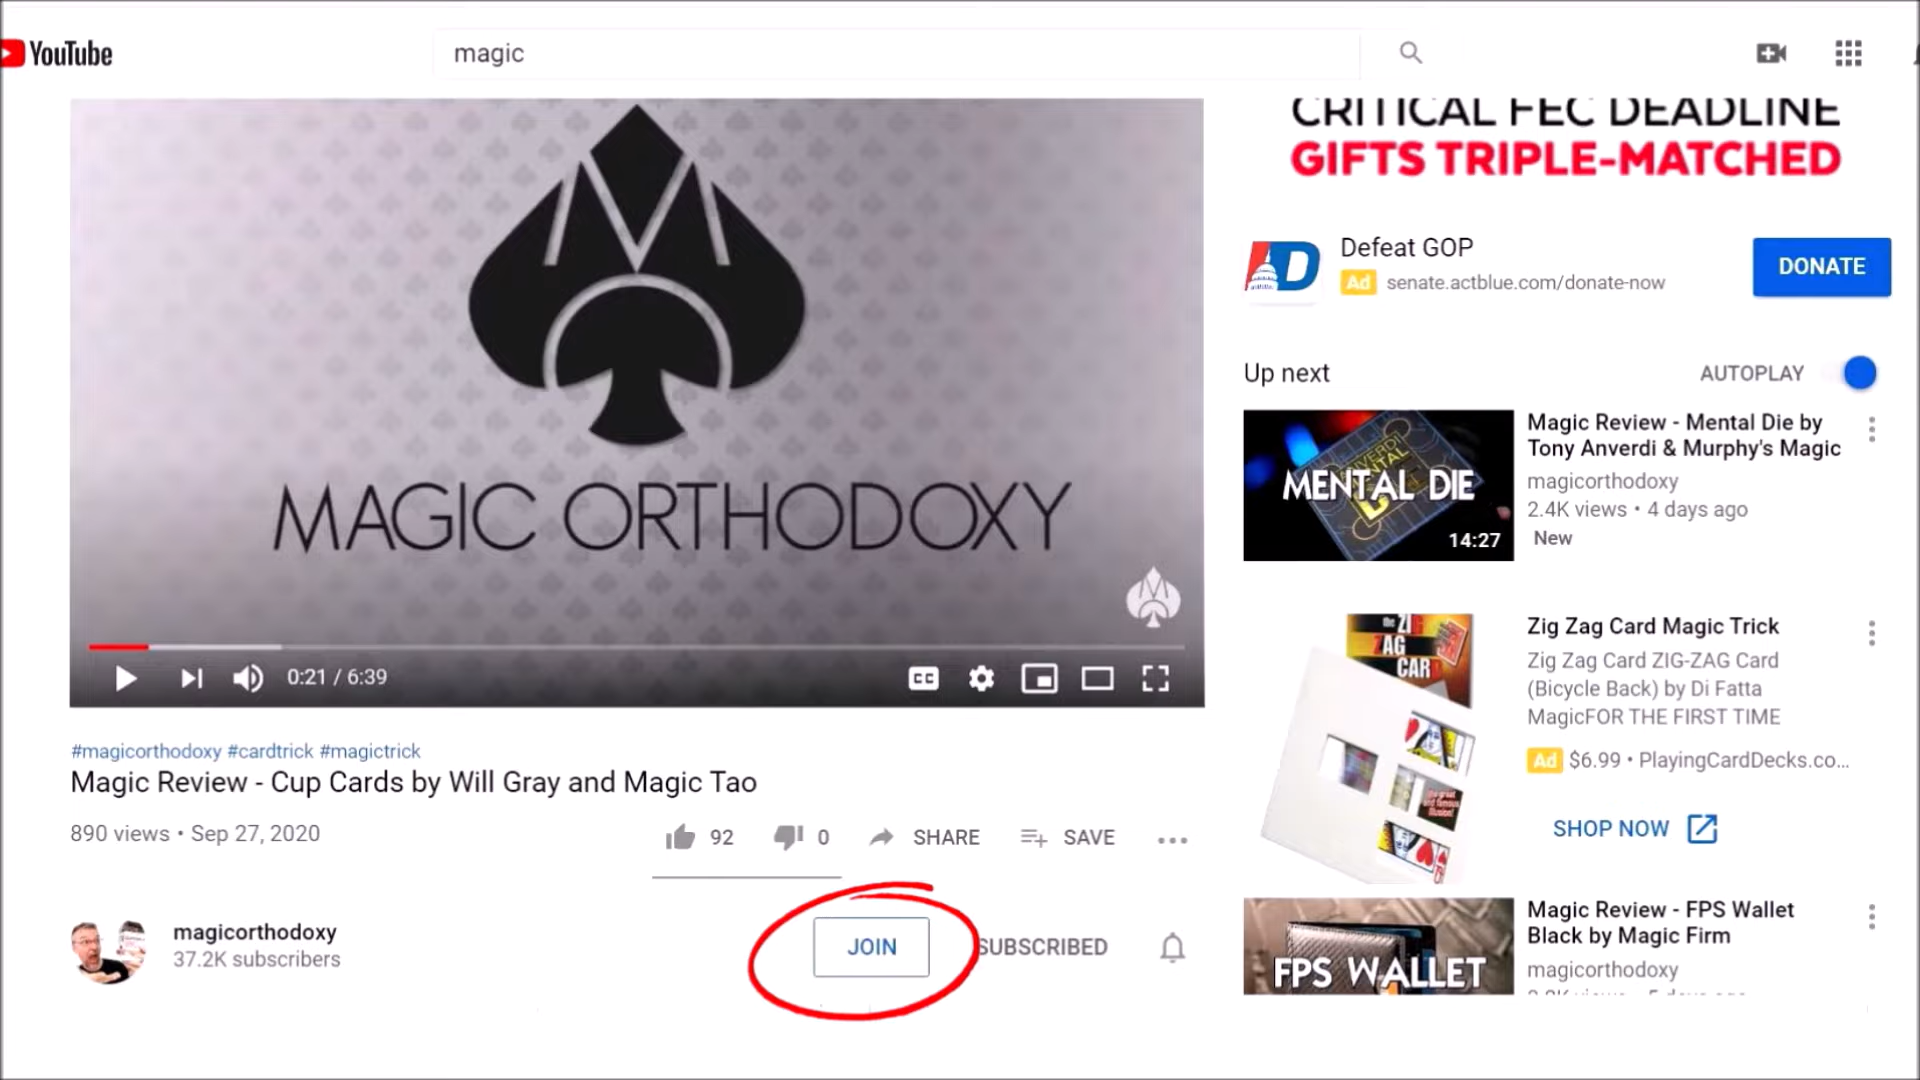 YouTube
magic
MAGIC ORTHODOXY
0:21 / 6:39
CC
#magicorthodoxy #cardtrick #magictrick
Magic Review - Cup Cards by Will Gray and Magic Tao
890 views • Sep 27, 2020
92
0
SHARE
SAVE
magicorthodoxy
37.2K subscribers
JOIN
SUBSCRIBED
CRITICAL FEC DEADLINE
GIFTS TRIPLE-MATCHED
Defeat GOP
Ad senate.actblue.com/donate-now
DONATE
Up next
AUTOPLAY
MENTAL DIE
14:27
Magic Review - Mental Die by
Tony Anverdi & Murphy's Magic
magicorthodoxy
2.4K views • 4 days ago
New
the ZIG
ZAG
CARD
Zig Zag Card Magic Trick
Zig Zag Card ZIG-ZAG Card
(Bicycle Back) by Di Fatta
MagicFOR THE FIRST TIME
Ad $6.99 • PlayingCardDecks.co...
SHOP NOW
FPS WALLET
Magic Review - FPS Wallet
Black by Magic Firm
magicorthodoxy